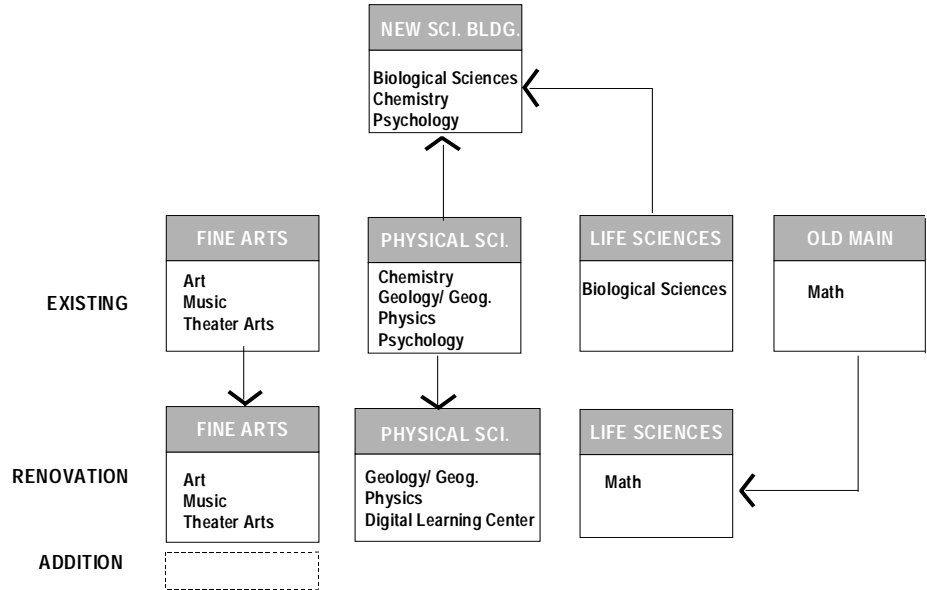 NEW SCI. BLDG.
Biological Sciences
Chemistry
Psychology
EXISTING
FINE ARTS
Art
Music
Theater Arts
PHYSICAL SCI.
Chemistry
Geology/ Geog.
Physics
Psychology
LIFE SCIENCES
Biological Sciences
OLD MAIN
Math
RENOVATION
FINE ARTS
Art
Music
Theater Arts
PHYSICAL SCI.
Geology/ Geog.
Physics
Digital Learning Center
LIFE SCIENCES
Math
ADDITION